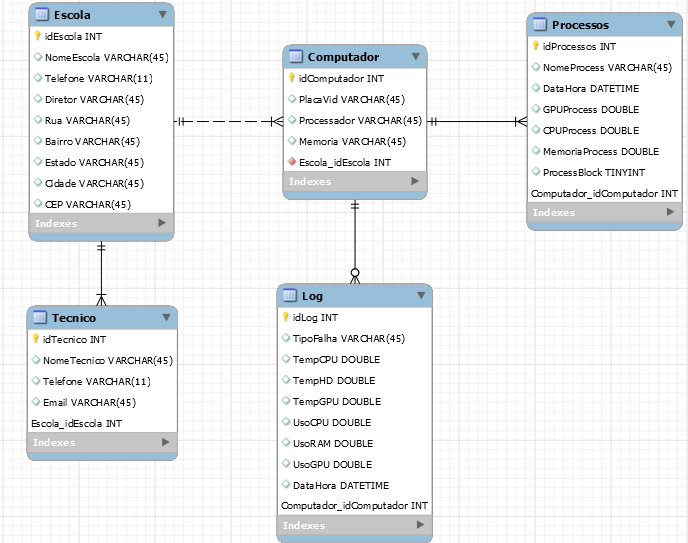 Escola
idEscola INT
NomeEscola VARCHAR(45)
Telefone VARCHAR(11)
Diretor VARCHAR(45)
Rua VARCHAR(45)
Bairro VARCHAR(45)
Estado VARCHAR(45)
Cidade VARCHAR(45)
CEP VARCHAR(45)
Indexes
Tecnico
idTecnico INT
NomeTecnico VARCHAR(45)
Telefone VARCHAR(11)
Email VARCHAR(45)
Escola_idEscola INT
Indexes
Computador
idComputador INT
PlacaVid VARCHAR(45)
Processador VARCHAR(45)
Memoria VARCHAR(45)
Escola_idEscola INT
Indexes
Log
idLog INT
TipoFalha VARCHAR(45)
TempCPU DOUBLE
TempHD DOUBLE
TempGPU DOUBLE
UsoCPU DOUBLE
UsoRAM DOUBLE
UsoGPU DOUBLE
DataHora DATETIME
Computador_idComputador INT
Indexes
Processos
idProcessos INT
NomeProcess VARCHAR(45)
DataHora DATETIME
GPUProcess DOUBLE
CPUProcess DOUBLE
MemoriaProcess DOUBLE
ProcessBlock TINYINT
Computador_idComputador INT
Indexes